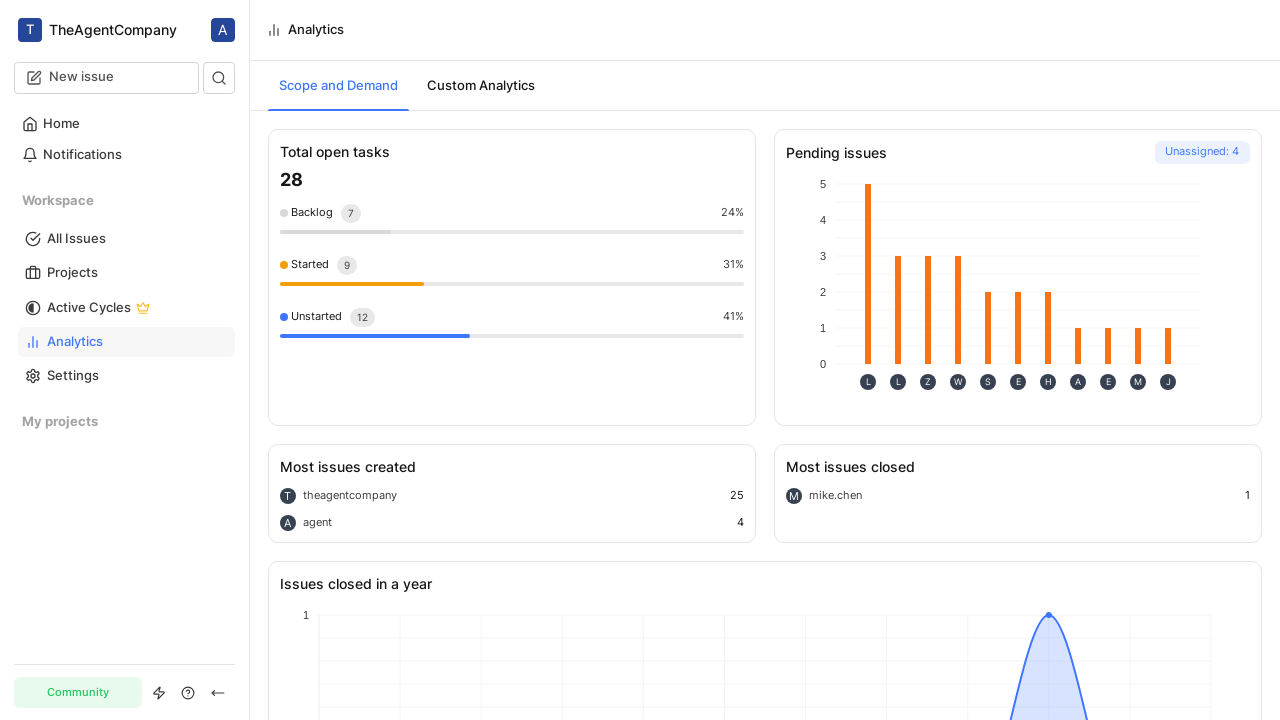 T TheAgentCompany A
New issue
Home
Notifications
Workspace
All Issues
Projects
Active Cycles
Analytics
Settings
My projects
Community
Analytics
Scope and Demand Custom Analytics
Total open tasks
28
Backlog 7 24%
Started 9 31%
Unstarted 12 41%
Pending issues Unassigned: 4
5
4
3
2
1
0
L L Z W S E H A E M J
Most issues created
T theagentcompany 25
A agent 4
Most issues closed
M mike.chen 1
Issues closed in a year
1